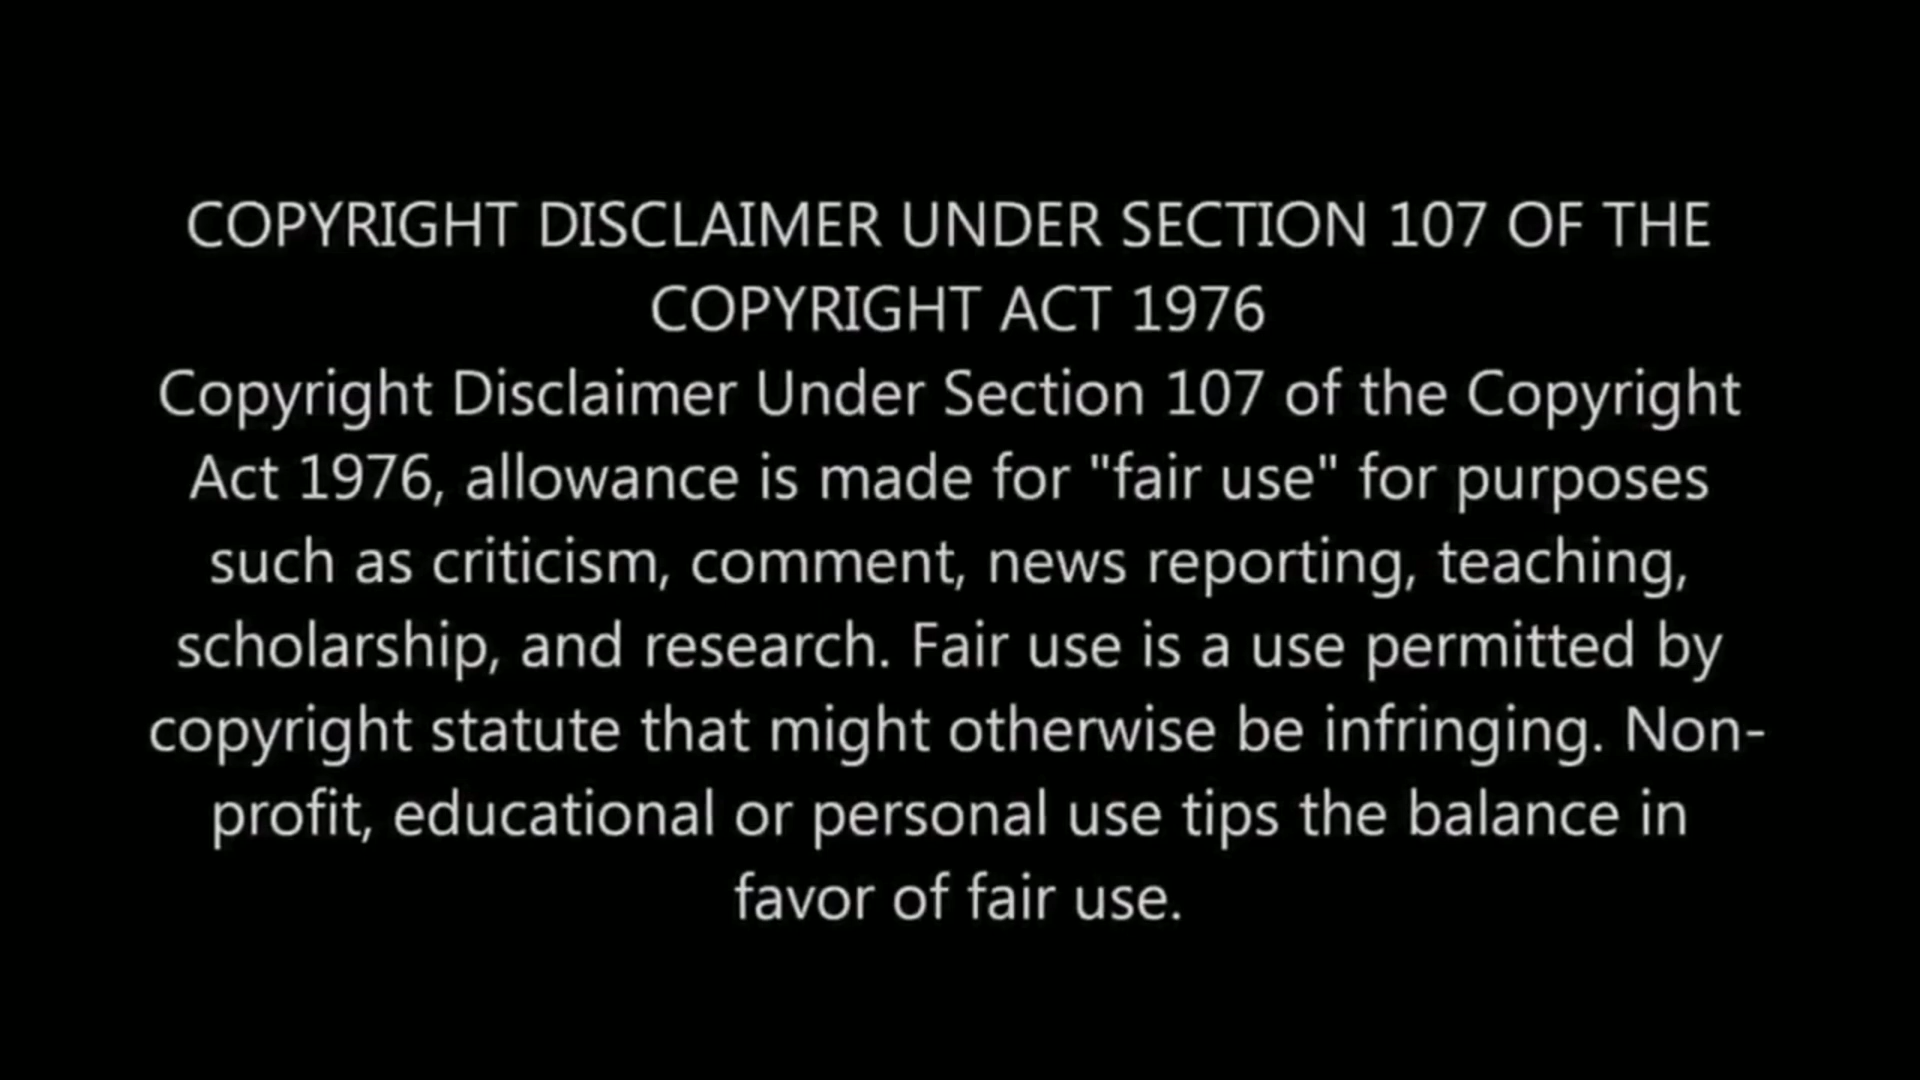 COPYRIGHT DISCLAIMER UNDER SECTION 107 OF THE
COPYRIGHT ACT 1976
Copyright Disclaimer Under Section 107 of the Copyright
Act 1976, allowance is made for "fair use" for purposes
such as criticism, comment, news reporting, teaching,
scholarship, and research. Fair use is a use permitted by
copyright statute that might otherwise be infringing. Non-
profit, educational or personal use tips the balance in
favor of fair use.